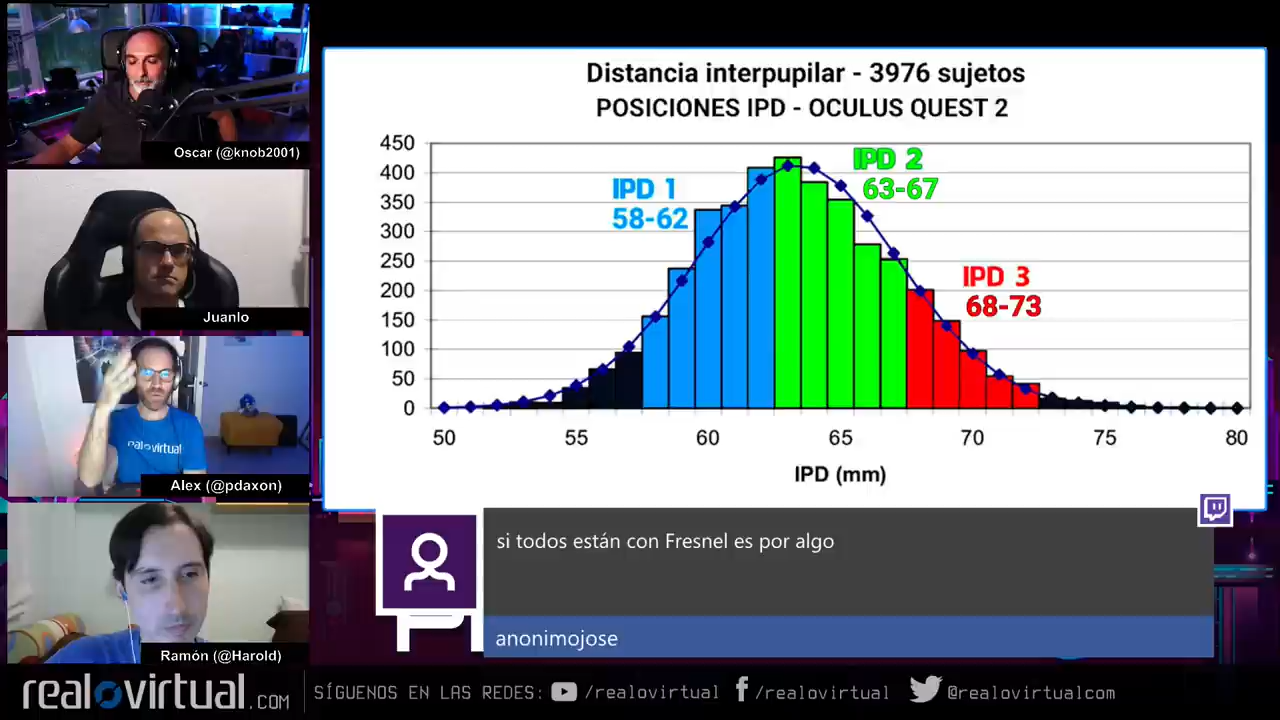 Oscar (@knob2001)
Juanlo
realovirtual
Alex (@pdaxon)
Ramón (@Harold)
Distancia interpupilar - 3976 sujetos
POSICIONES IPD - OCULUS QUEST 2
450
400
350
300
250
200
150
100
50
0
IPD 1
58-62
IPD 2
63-67
IPD 3
68-73
50 55 60 65 70 75 80
IPD (mm)
si todos están con Fresnel es por algo
anonimojose
realovirtual.com SÍGUENOS EN LAS REDES: /realovirtual /realovirtual @realovirtual